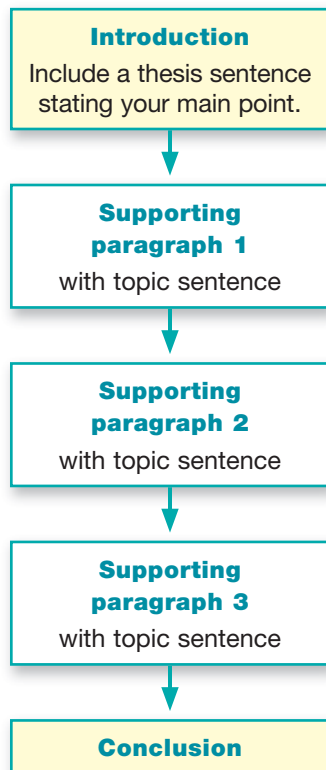 Introduction
Include a thesis sentence
stating your main point.
Supporting
paragraph 1
with topic sentence
Supporting
paragraph 2
with topic sentence
Supporting
paragraph 3
with topic sentence
Conclusion